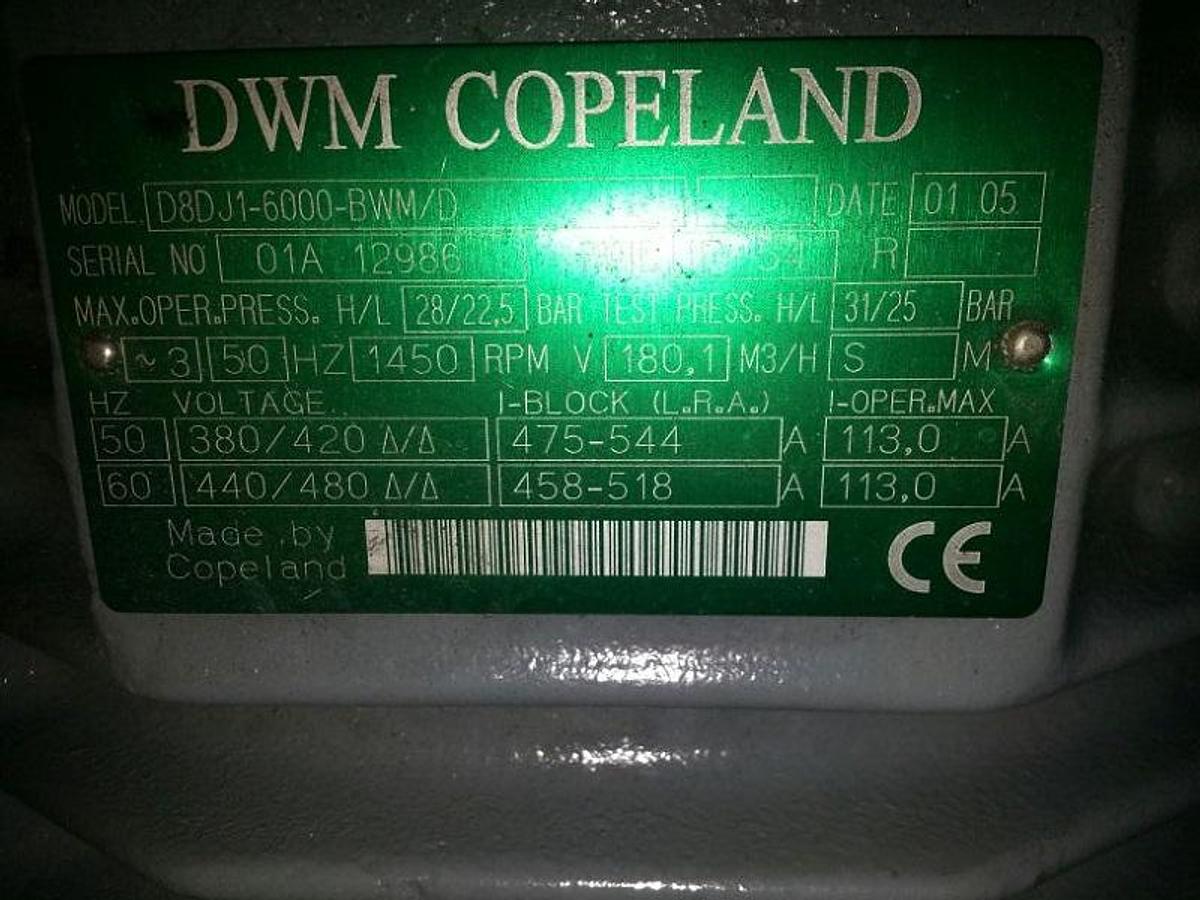 DWM COPELAND
MODEL D8DJ1-6000-BWM/D DATE 01 05
SERIAL NO 01A 12986 R
MAX.OPER.PRESS. H/L 28/22,5 BAR TEST PRESS. H/L 31/25 BAR
~3 50 HZ 1450 RPM V 180,1 M3/H S M
HZ VOLTAGE I-BLOCK (L.R.A.) I-OPER.MAX
50 380/420 Δ/Δ 475-544 A 113,0 A
60 440/480 Δ/Δ 458-518 A 113,0 A
Made by
Copeland
CE